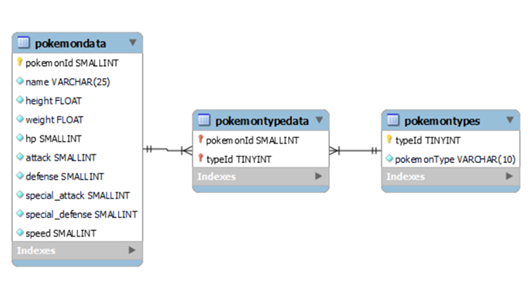 pokemondata
pokemonId SMALLINT
name VARCHAR(25)
height FLOAT
weight FLOAT
hp SMALLINT
attack SMALLINT
defense SMALLINT
special_attack SMALLINT
special_defense SMALLINT
speed SMALLINT
Indexes
pokemontypedata
pokemonId SMALLINT
typeId TINYINT
Indexes
pokemontypes
typeId TINYINT
pokemonType VARCHAR(10)
Indexes